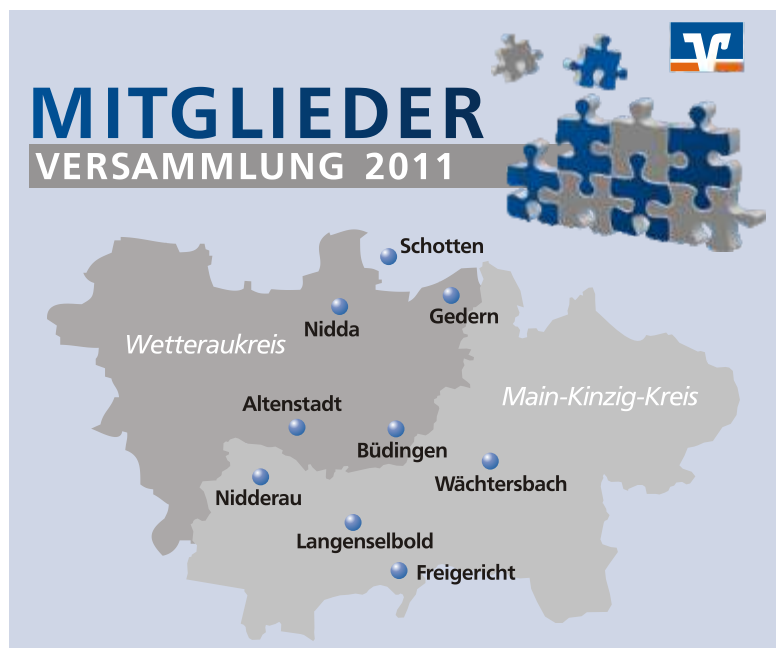 MITGLIEDER
VERSAMMLUNG 2011
Schotten
Gedern
Nidda
Wetteraukreis
Main-Kinzig-Kreis
Altenstadt
Büdingen
Wächtersbach
Nidderau
Langenselbold
Freigericht